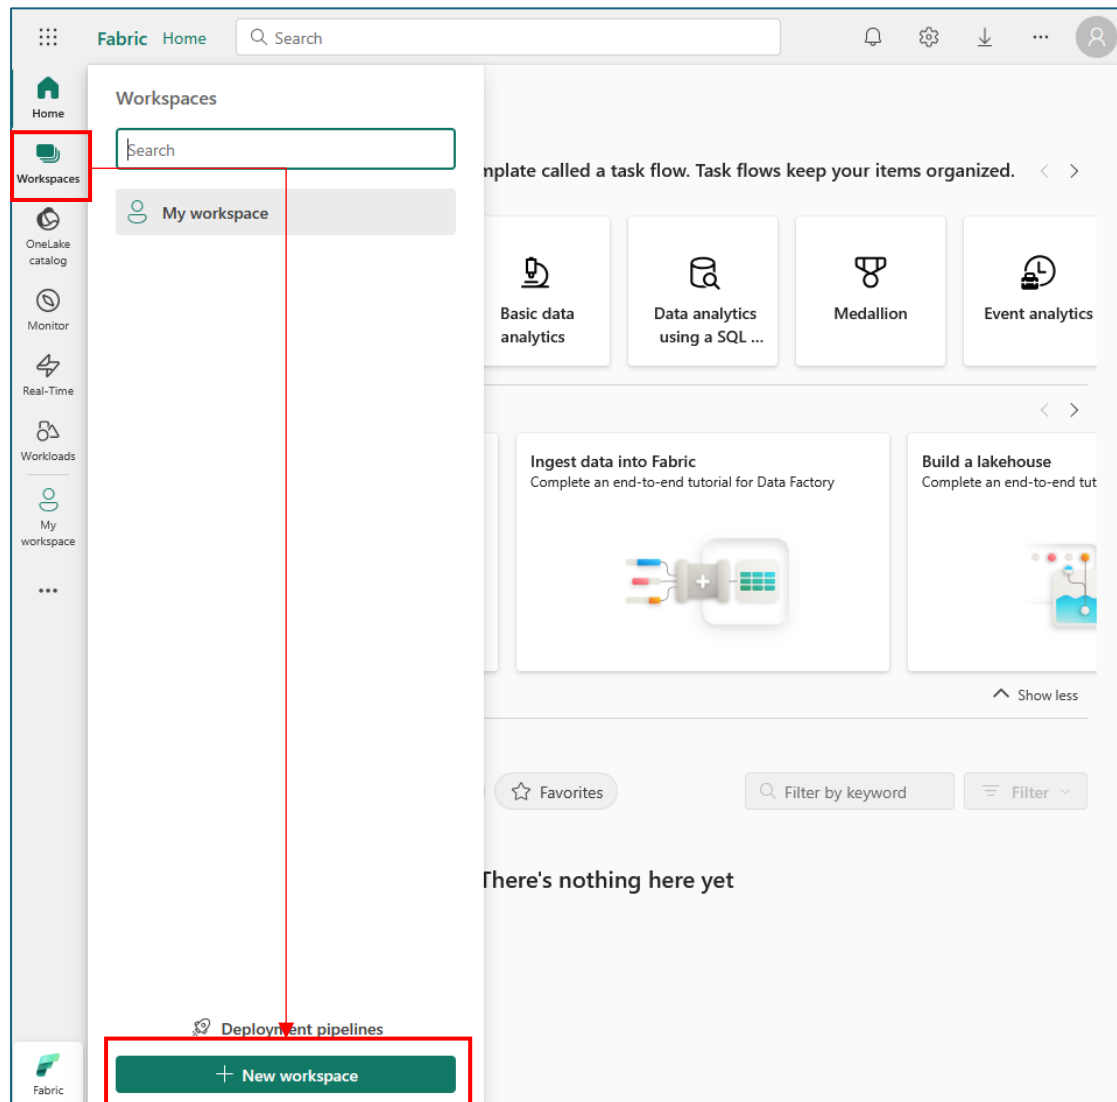 Fabric Home
Search
Home
Workspaces
OneLake
catalog
Monitor
Real-Time
Workloads
My
workspace
Fabric
Workspaces
Search
My workspace
Deployment pipelines
New workspace
called a task flow. Task flows keep your items organized.
Basic data
analytics
Data analytics
using a SQL ...
Medallion
Event analytics
Ingest data into Fabric
Complete an end-to-end tutorial for Data Factory
Build a lakehouse
Complete an end-to-end tut
Show less
Favorites
Filter by keyword
Filter
There's nothing here yet